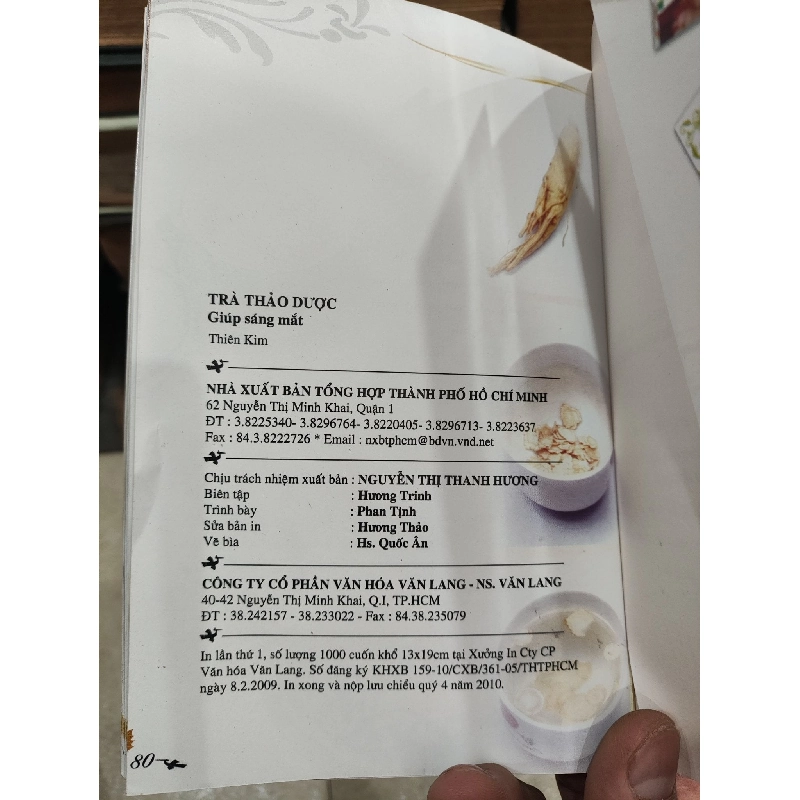 TRÀ THẢO DƯỢC
Giúp sáng mắt
Thiên Kim
NHÀ XUẤT BẢN TỔNG HỢP THÀNH PHỐ HỒ CHÍ MINH
62 Nguyễn Thị Minh Khai, Quận 1
ĐT : 3.8225340- 3.8296764- 3.8220405- 3.8296713- 3.8223637
Fax : 84.3.8222726 * Email : nxbtphcm@bdvn.vnd.net
Chịu trách nhiệm xuất bản : NGUYỄN THỊ THANH HƯƠNG
Biên tập : Hương Trinh
Trình bày : Phan Tịnh
Sửa bản in : Hương Thảo
Vẽ bìa : Hs. Quốc Ân
CÔNG TY CỔ PHẦN VĂN HÓA VĂN LANG - NS. VĂN LANG
40-42 Nguyễn Thị Minh Khai, Q.I, TP.HCM
ĐT : 38.242157 - 38.233022 - Fax : 84.38.235079
In lần thứ 1, số lượng 1000 cuốn khổ 13x19cm tại Xưởng In Cty CP
Văn hóa Văn Lang. Số đăng ký KHXB 159-10/CXB/361-05/THTPHCM
ngày 8.2.2009. In xong và nộp lưu chiểu quý 4 năm 2010.
80